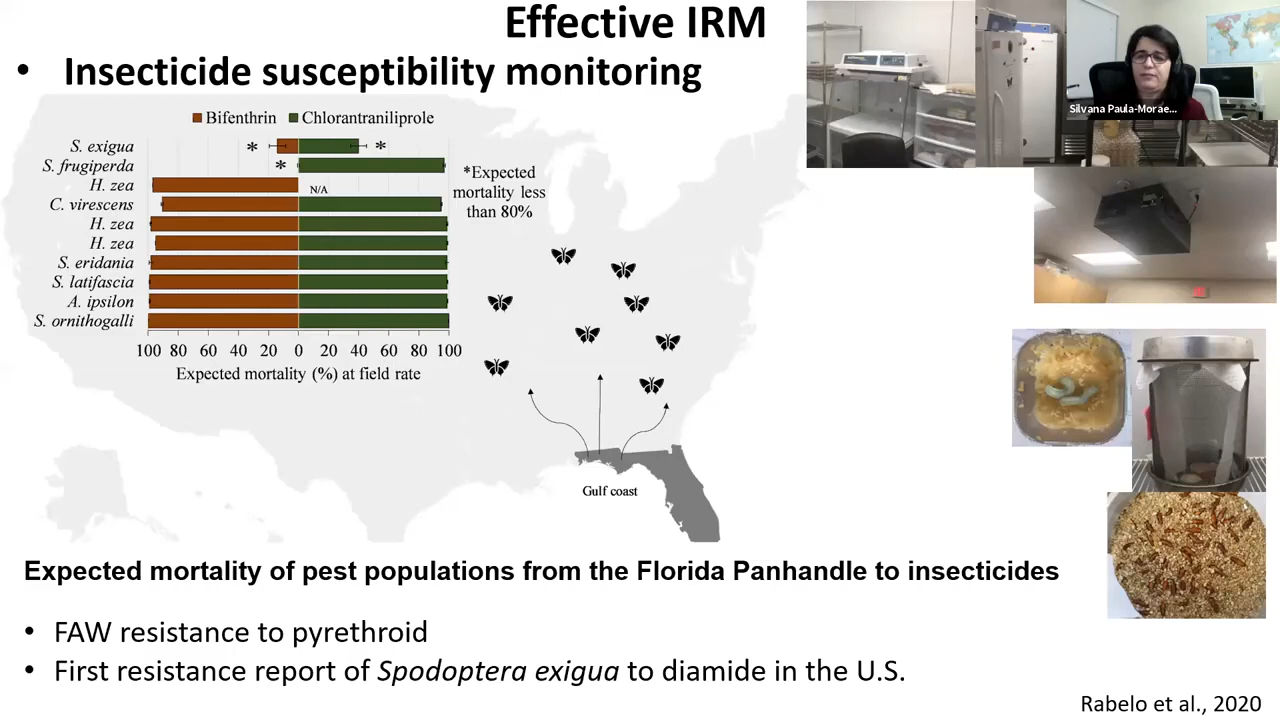 Effective IRM
• Insecticide susceptibility monitoring
Silvana Paula-Morae...
Bifenthrin Chlorantraniliprole
S. exigua * *
S. frugiperda *
H. zea N/A
C. virescens
H. zea
H. zea
S. eridania
S. latifascia
A. ipsilon
S. ornithogalli
100 80 60 40 20 0 20 40 60 80 100
Expected mortality (%) at field rate
*Expected
mortality less
than 80%
Gulf coast
Expected mortality of pest populations from the Florida Panhandle to insecticides
• FAW resistance to pyrethroid
• First resistance report of Spodoptera exigua to diamide in the U.S.
Rabelo et al., 2020